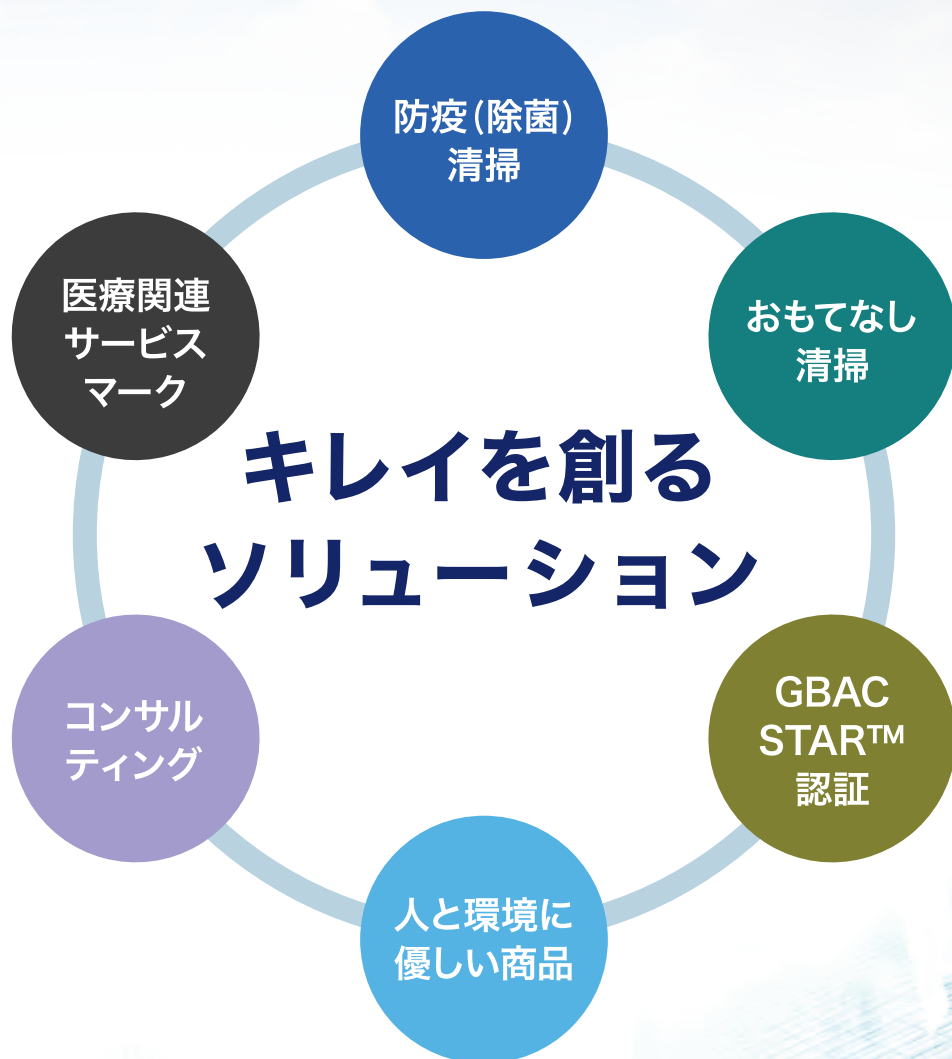 防疫(除菌)
清掃
おもてなし
清掃
GBAC
STAR™
認証
人と環境に
優しい商品
コンサル
ティング
医療関連
サービス
マーク
キレイを創る
ソリューション